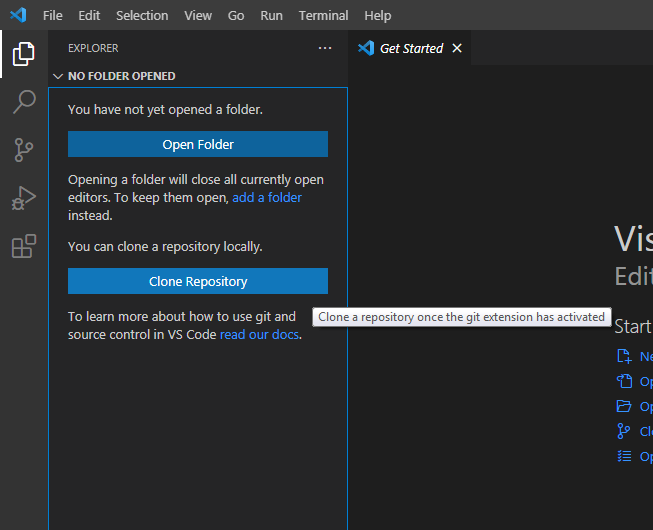 File Edit Selection View Go Run Terminal Help
EXPLORER
Get Started
NO FOLDER OPENED
You have not yet opened a folder.
Open Folder
Opening a folder will close all currently open
editors. To keep them open, add a folder
instead.
You can clone a repository locally.
Clone Repository
To learn more about how to use git and
source control in VS Code read our docs.
Clone a repository once the git extension has activated
Vis
Edit
Start
Ne
Op
Op
Cl
Op